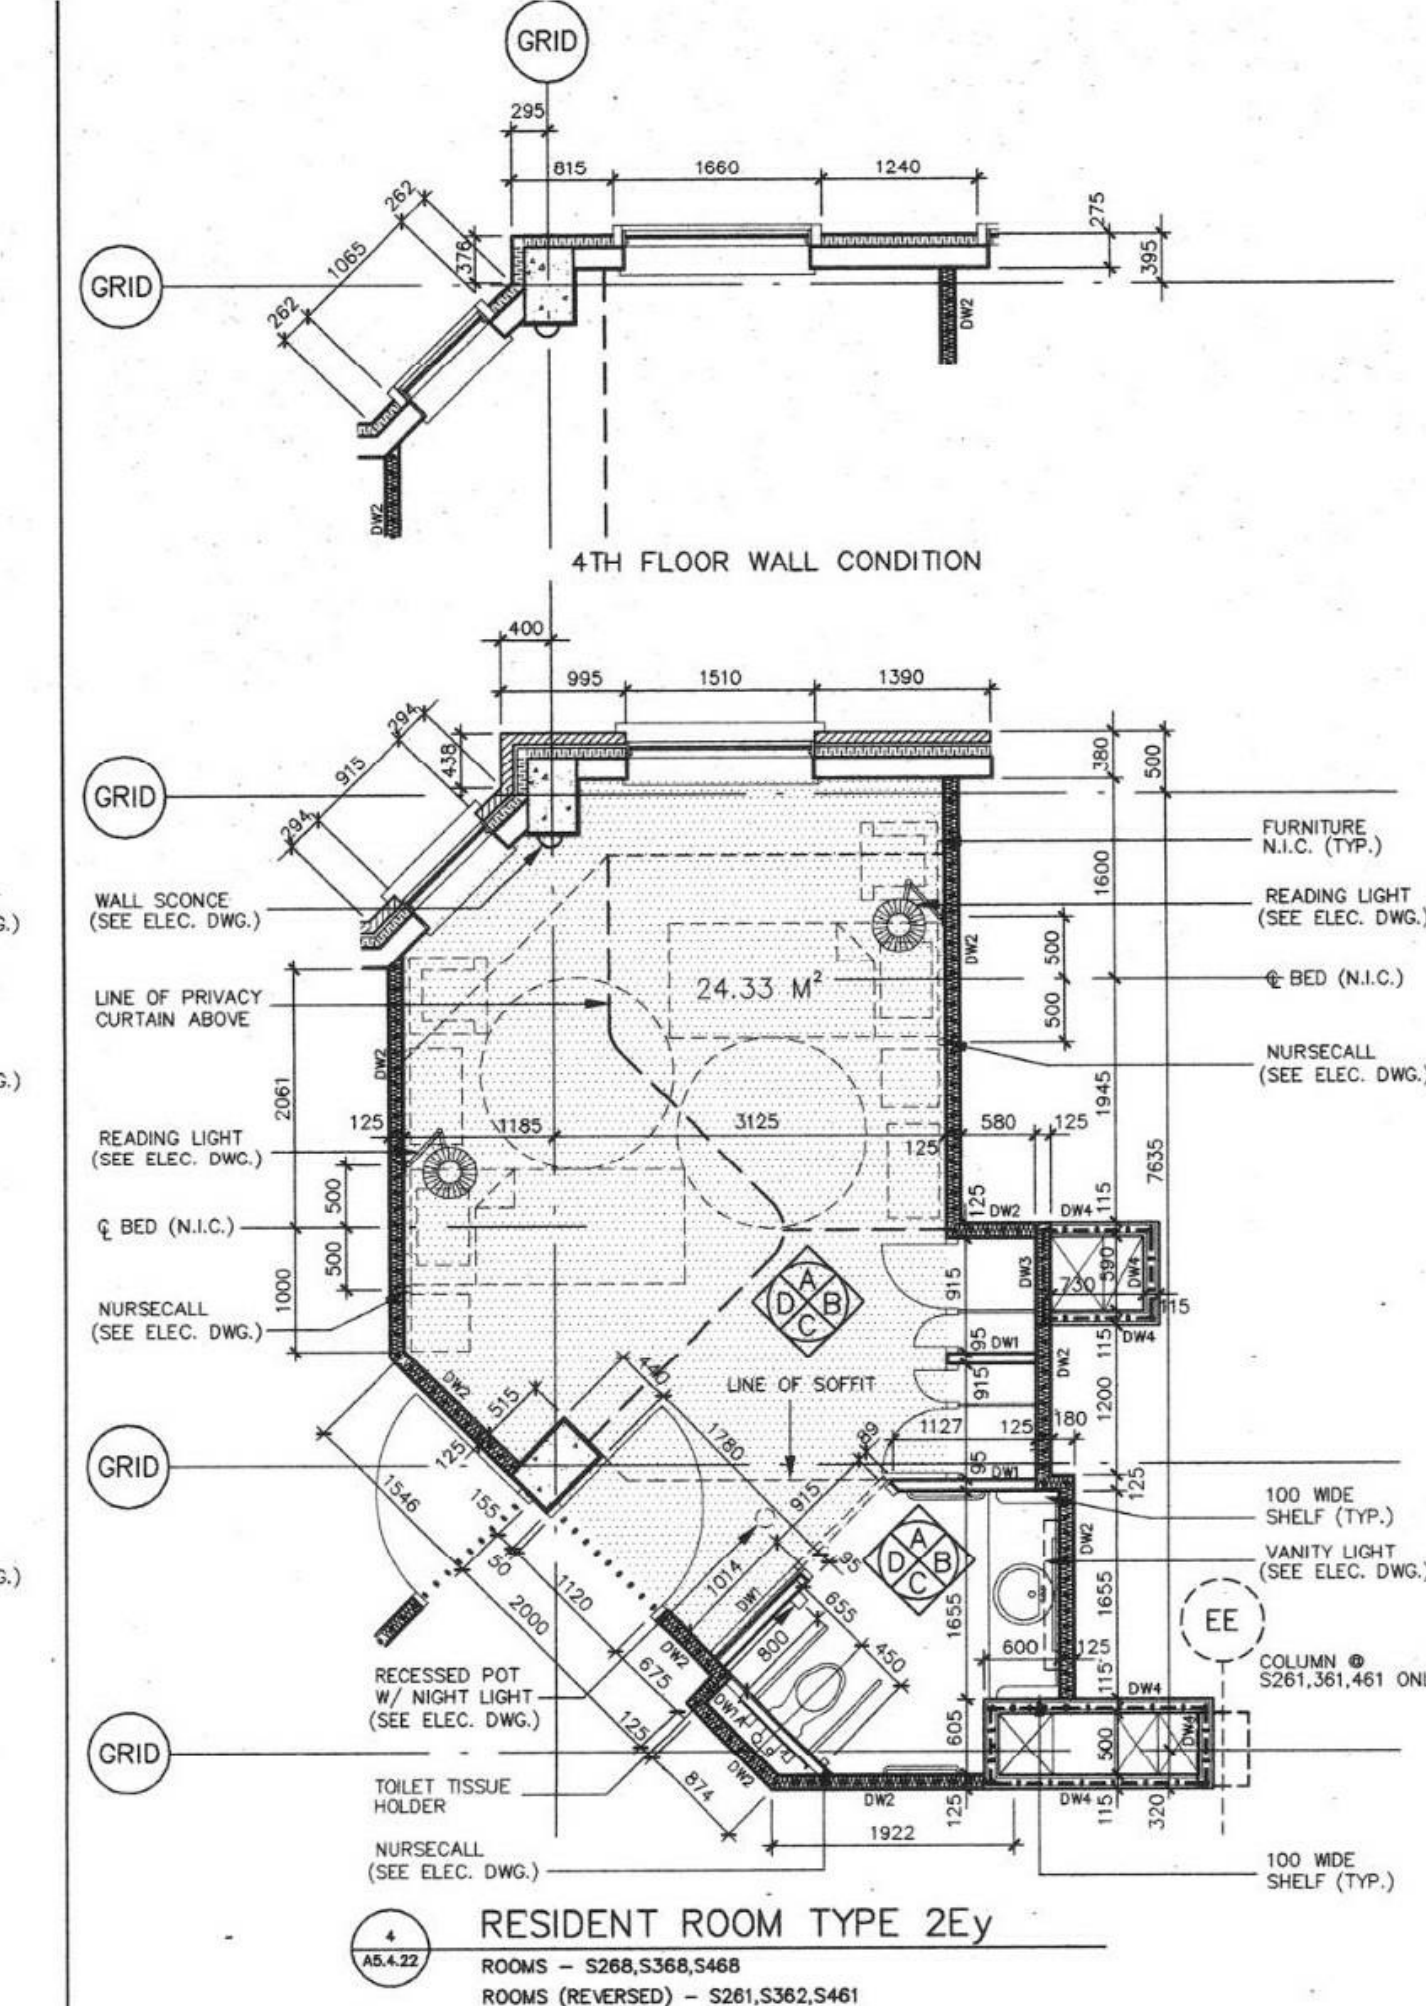 GRID
295
815 1660 1240
262
1065
262
376
275
395
GRID
DW2
DW2
4TH FLOOR WALL CONDITION
400
995 1510 1390
294
915
294
438
380
500
GRID
FURNITURE
N.I.C. (TYP.)
1600
WALL SCONCE
(SEE ELEC. DWG.)
READING LIGHT
(SEE ELEC. DWG.)
DW2
500
24.33 M²
℄ BED (N.I.C.)
LINE OF PRIVACY
CURTAIN ABOVE
500
NURSECALL
(SEE ELEC. DWG.)
DW2
2061
1945
125 1185 3125 125 580 125
7635
READING LIGHT
(SEE ELEC. DWG.)
500
125
DW2 DW4
115
℄ BED (N.I.C.)
500
1000
915
DW3
730
590
DW4
115
NURSECALL
(SEE ELEC. DWG.)
A
D B
C
95
DW1
115
DW4
DW2
915
1200
LINE OF SOFFIT
DW2
515
440
1780
125
89
1127 125 180
GRID
95
DW1
125
1546
155
50
915
95
100 WIDE
SHELF (TYP.)
A
D B
C
DW2
VANITY LIGHT
(SEE ELEC. DWG.)
1120
2000
1014
DW1
655
800
450
1655
1655
600 125
EE
COLUMN @
S261,361,461 ONL
DW2
675
RECESSED POT
W/ NIGHT LIGHT
(SEE ELEC. DWG.)
115
DW4
DW1A
125
605
500
DW4
GRID
DW2
874
TOILET TISSUE
HOLDER
DW2
125
DW4
115
320
1922
NURSECALL
(SEE ELEC. DWG.)
100 WIDE
SHELF (TYP.)
4
A5.4.22
RESIDENT ROOM TYPE 2Ey
ROOMS – S268,S368,S468
ROOMS (REVERSED) – S261,S362,S461